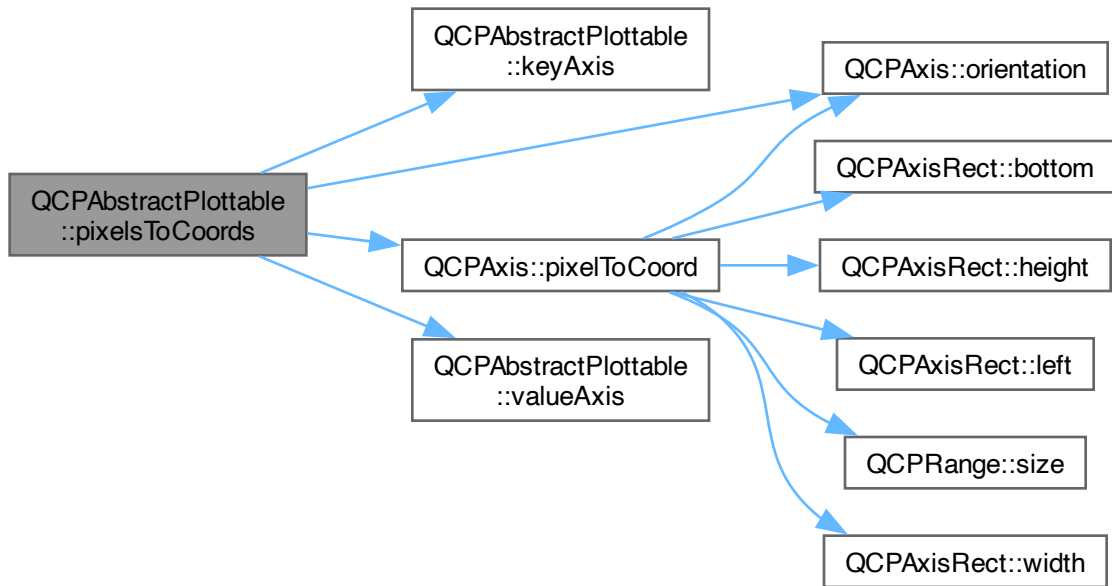 QCPAbstractPlottable
::pixelsToCoords
QCPAbstractPlottable
::keyAxis
QCPAxis::pixelToCoord
QCPAbstractPlottable
::valueAxis
QCPAxis::orientation
QCPAxisRect::bottom
QCPAxisRect::height
QCPAxisRect::left
QCPRange::size
QCPAxisRect::width